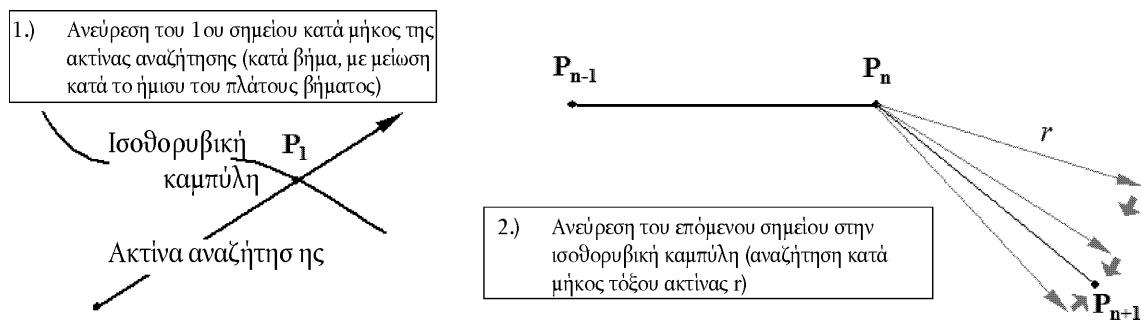 1.) Ανεύρεση του 1ου σημείου κατά μήκος της
ακτίνας αναζήτησης (κατά βήμα, με μείωση
κατά το ήμισυ του πλάτους βήματος)
Ισοθορυβική
καμπύλη
P1
Ακτίνα αναζήτησ ης
Pn-1
Pn
r
2.) Ανεύρεση του επόμενου σημείου στην
ισοθορυβική καμπύλη (αναζήτηση κατά
μήκος τόξου ακτίνας r)
Pn+1